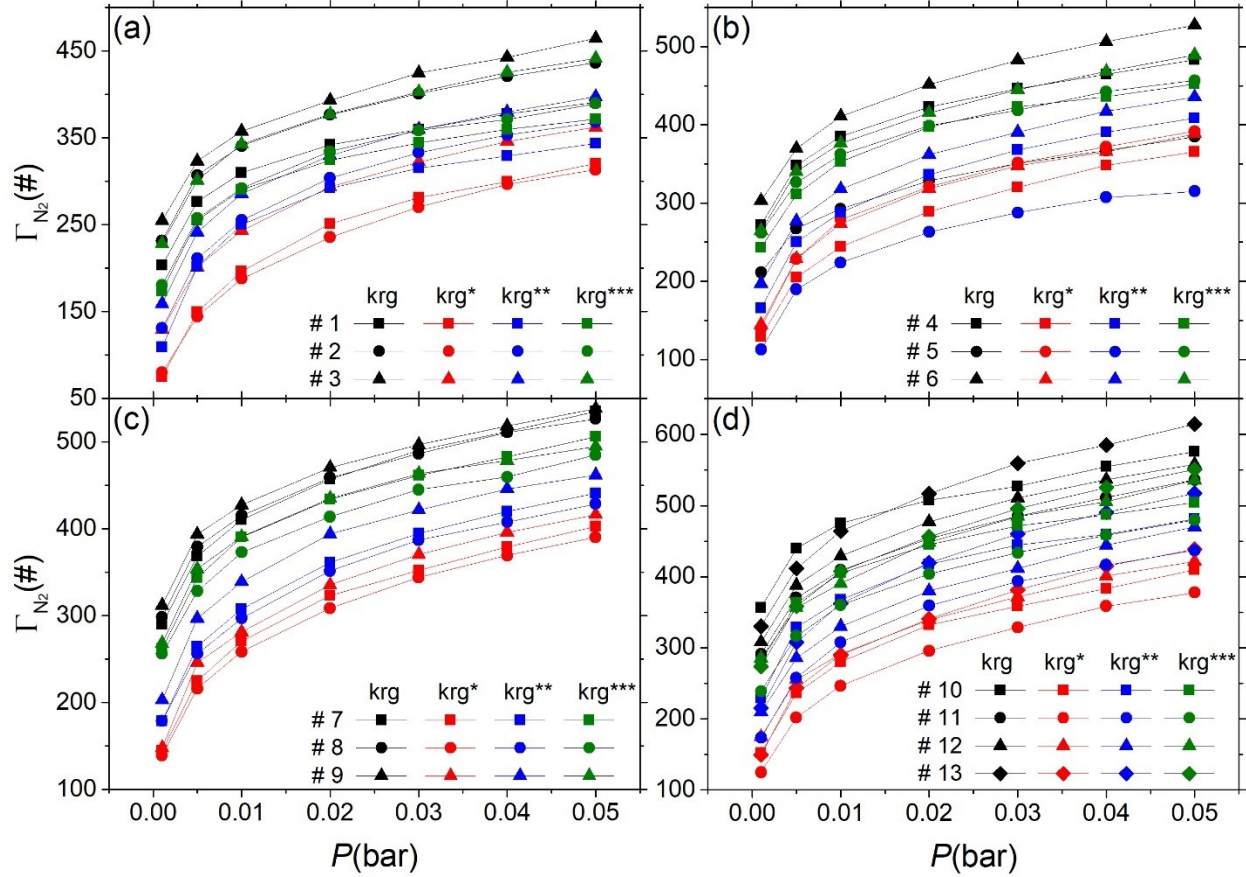 (a)
450
350
250
150
50
Γ_N₂(#)
krg krg* krg** krg***
# 1
# 2
# 3
(b)
500
400
300
200
100
krg krg* krg** krg***
# 4
# 5
# 6
(c)
500
400
300
200
100
Γ_N₂(#)
krg krg* krg** krg***
# 7
# 8
# 9
0.00 0.01 0.02 0.03 0.04 0.05
P(bar)
(d)
600
500
400
300
200
100
krg krg* krg** krg***
# 10
# 11
# 12
# 13
0.00 0.01 0.02 0.03 0.04 0.05
P(bar)